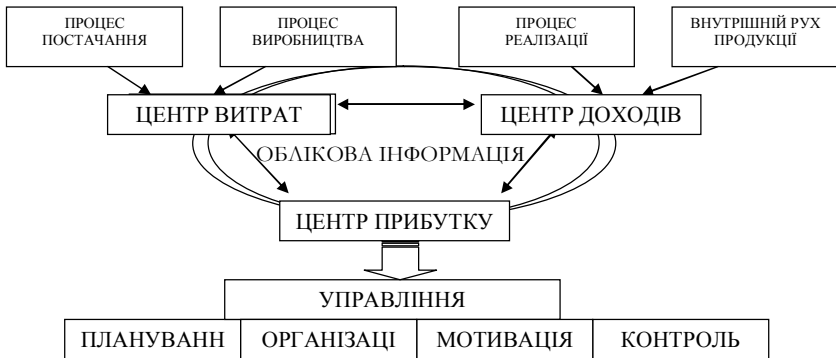 ПРОЦЕС
ПОСТАЧАННЯ
ПРОЦЕС
ВИРОБНИЦТВА
ПРОЦЕС
РЕАЛІЗАЦІЇ
ВНУТРІШНІЙ РУХ
ПРОДУКЦІЇ
ЦЕНТР ВИТРАТ
ЦЕНТР ДОХОДІВ
ОБЛІКОВА ІНФОРМАЦІЯ
ЦЕНТР ПРИБУТКУ
УПРАВЛІННЯ
ПЛАНУВАНН ОРГАНІЗАЦІ МОТИВАЦІЯ КОНТРОЛЬ